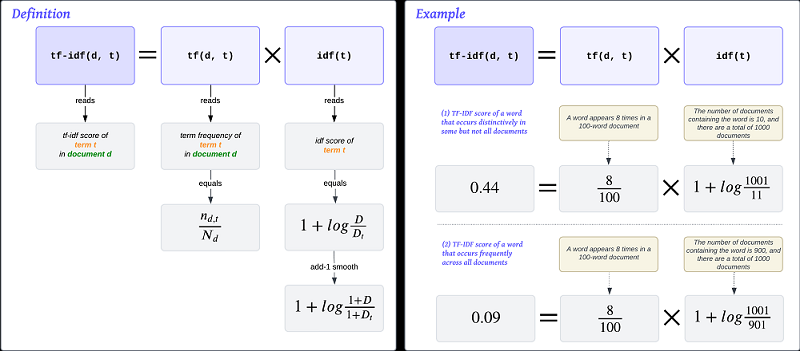 Definition
tf-idf(d, t) = tf(d, t) × idf(t)
reads
reads
reads
tf-idf score of
term t
in document d
term frequency of
term t
in document d
idf score of
term t
equals
equals
n_{d,t} / N_d
1 + log D / D_t
add-1 smooth
1 + log 1+D / 1+D_t
Example
tf-idf(d, t) = tf(d, t) × idf(t)
(1) TF-IDF score of a word
that occurs distinctively in
some but not all documents
A word appears 8 times in a
100-word document
The number of documents
containing the word is 10, and
there are a total of 1000
documents
0.44 = 8 / 100 × 1 + log 1001 / 11
(2) TF-IDF score of a word
that occurs frequently
across all documents
A word appears 8 times in a
100-word document
The number of documents
containing the word is 900, and
there are a total of 1000
documents
0.09 = 8 / 100 × 1 + log 1001 / 901